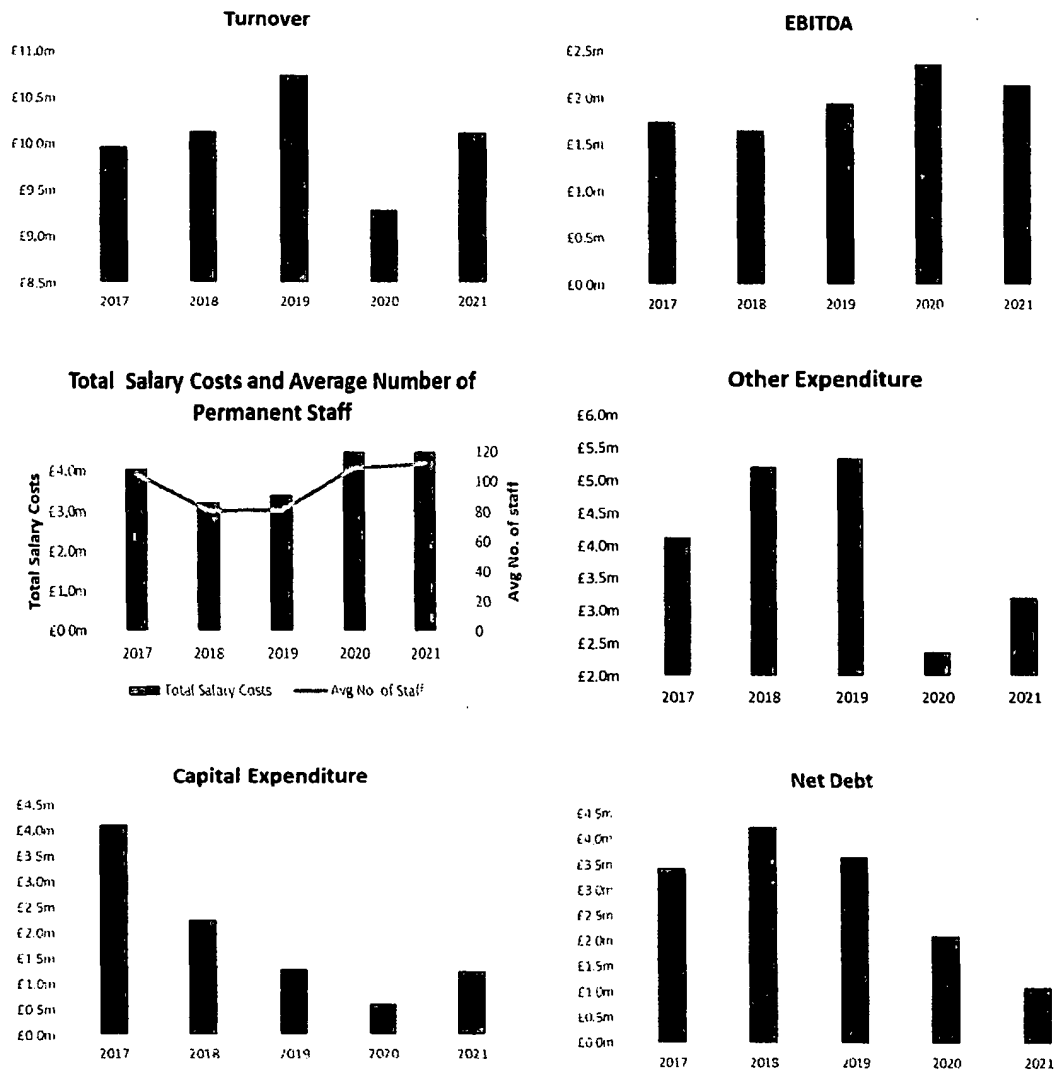 Turnover
£11.0m
£10.5m
£10.0m
£9.5m
£9.0m
£8.5m
2017 2018 2019 2020 2021
EBITDA
£2.5m
£2.0m
£1.5m
£1.0m
£0.5m
£0.0m
2017 2018 2019 2020 2021
Total Salary Costs and Average Number of
Permanent Staff
Total Salary Costs
£4.0m
£3.0m
£2.0m
£1.0m
£0.0m
120
100
80
60
40
20
0
Avg No. of staff
2017 2018 2019 2020 2021
Total Salary Costs Avg No. of Staff
Other Expenditure
£6.0m
£5.5m
£5.0m
£4.5m
£4.0m
£3.5m
£3.0m
£2.5m
£2.0m
2017 2018 2019 2020 2021
Capital Expenditure
£4.5m
£4.0m
£3.5m
£3.0m
£2.5m
£2.0m
£1.5m
£1.0m
£0.5m
£0.0m
2017 2018 2019 2020 2021
Net Debt
£4.5m
£4.0m
£3.5m
£3.0m
£2.5m
£2.0m
£1.5m
£1.0m
£0.5m
£0.0m
2017 2018 2019 2020 2021